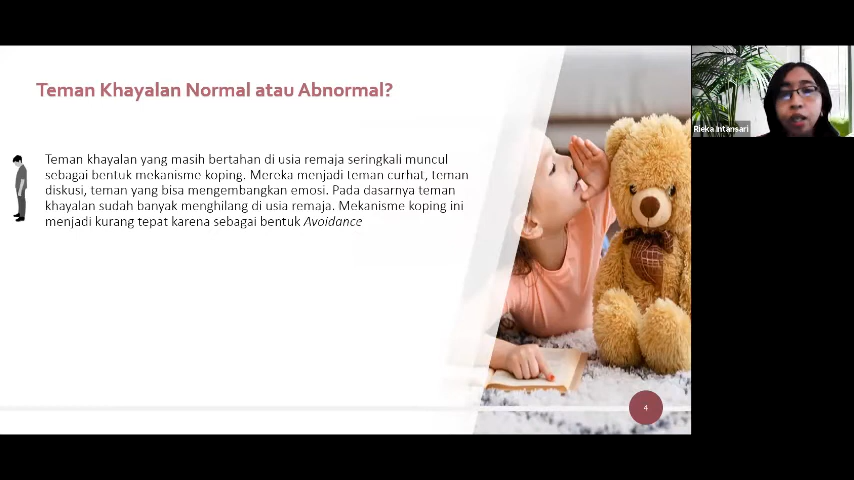 Teman Khayalan Normal atau Abnormal?
Teman khayalan yang masih bertahan di usia remaja seringkali muncul
sebagai bentuk mekanisme koping. Mereka menjadi teman curhat, teman
diskusi, teman yang bisa mengembangkan emosi. Pada dasarnya teman
khayalan sudah banyak menghilang di usia remaja. Mekanisme koping ini
menjadi kurang tepat karena sebagai bentuk Avoidance
4
Rieka Intansari